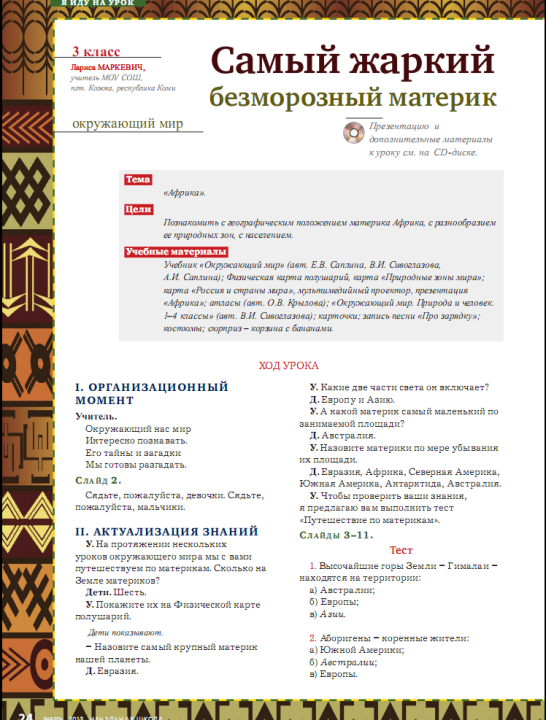 Я ИДУ НА УРОК
3 класс
Лариса МАРКЕВИЧ,
учитель МОУ СОШ,
пгт. Кожва, республика Коми
окружающий мир
Самый жаркий
безморозный материк
Презентацию и
дополнительные материалы
к уроку см. на CD-диске.
Тема
«Африка».
Цели
Познакомить с географическим положением материка Африка, с разнообразием
ее природных зон, с населением.
Учебные материалы
Учебник «Окружающий мир» (авт. Е.В. Саплина, В.И. Сивоглазова,
А.И. Саплина); Физическая карта полушарий, карта «Природные зоны мира»;
карта «Россия и страны мира», мультимедийный проектор, презентация
«Африка»; атласы (авт. О.В. Крылова); «Окружающий мир. Природа и человек.
1–4 классы» (авт. В.И. Сивоглазова); карточки; запись песни «Про зарядку»;
костюмы; сюрприз – корзина с бананами.
ХОД УРОКА
I. ОРГАНИЗАЦИОННЫЙ
МОМЕНТ
Учитель.
Окружающий нас мир
Интересно познавать.
Его тайны и загадки
Мы готовы разгадать.
Слайд 2.
Сядьте, пожалуйста, девочки. Сядьте,
пожалуйста, мальчики.
II. АКТУАЛИЗАЦИЯ ЗНАНИЙ
У. На протяжении нескольких
уроков окружающего мира мы с вами
путешествуем по материкам. Сколько на
Земле материков?
Дети. Шесть.
У. Покажите их на Физической карте
полушарий.
Дети показывают.
– Назовите самый крупный материк
нашей планеты.
Д. Евразия.
У. Какие две части света он включает?
Д. Европу и Азию.
У. А какой материк самый маленький по
занимаемой площади?
Д. Австралия.
У. Назовите материки по мере убывания
их площади.
Д. Евразия, Африка, Северная Америка,
Южная Америка, Антарктида, Австралия.
У. Чтобы проверить ваши знания,
я предлагаю вам выполнить тест
«Путешествие по материкам».
Слайды 3–11.
Тест
1. Высочайшие горы Земли – Гималаи –
находятся на территории:
а) Австралии;
б) Европы;
в) Азии.
2. Аборигены – коренные жители:
а) Южной Америки;
б) Австралии;
в) Европы.
24 январь 2013 НАЧАЛЬНАЯ ШКОЛА